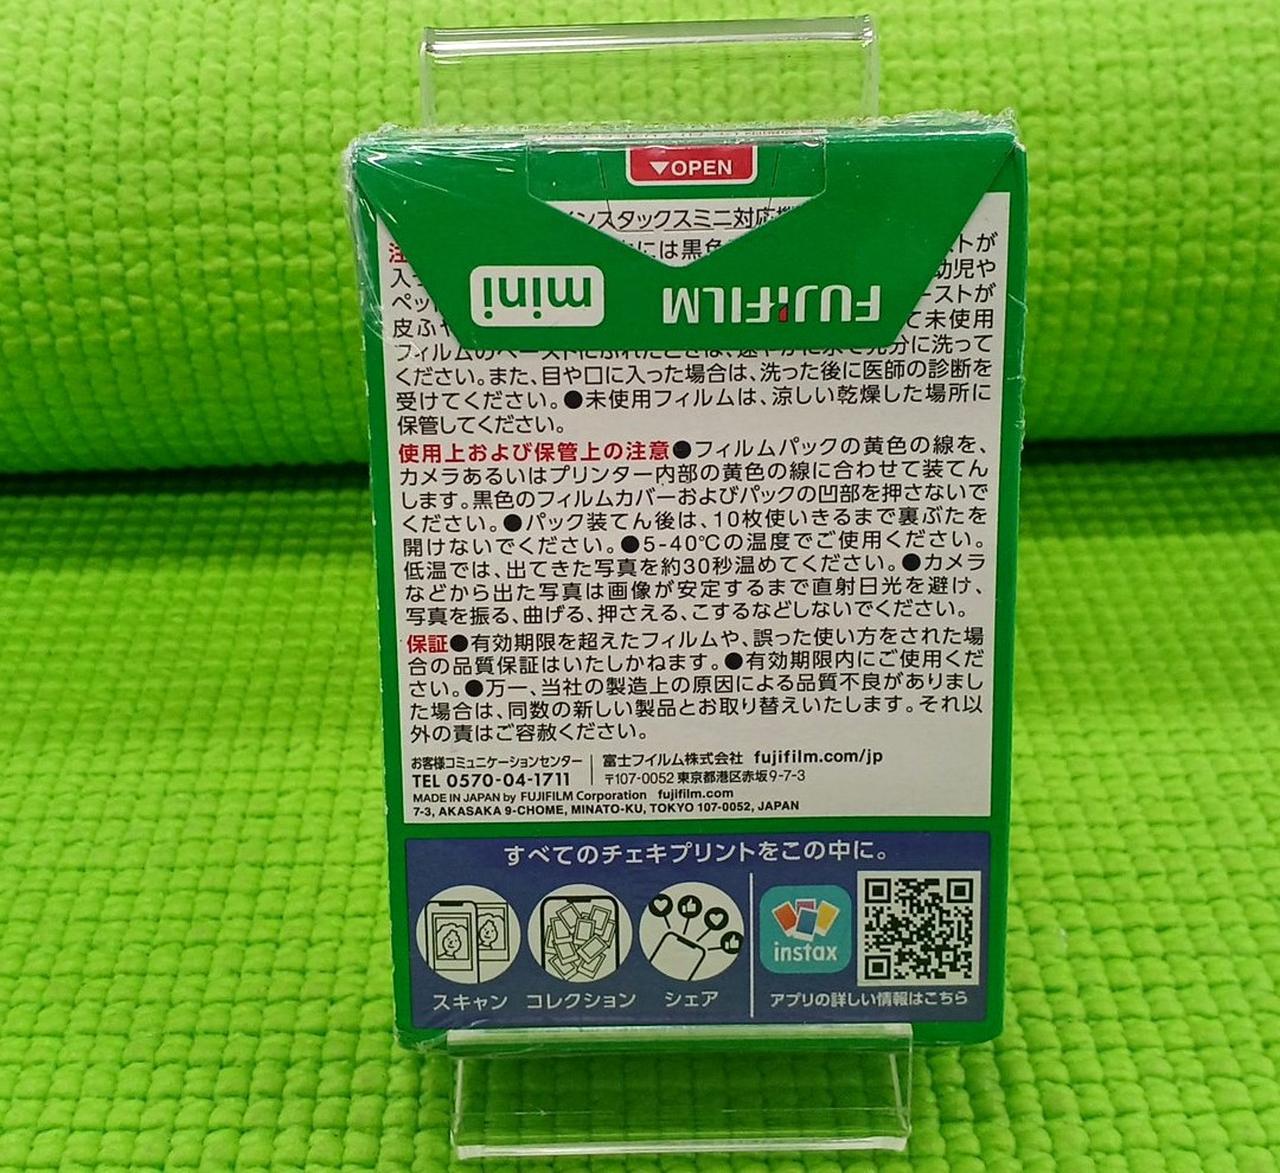 ▼OPEN
インスタックスミニ対応
には黒色
ストが
入
幼児や
ペッ
ーストが
皮ふや
て未使用
FUJIFILM
mini
フィルムのペーストにふれたときは、速やかに水で充分に洗って
ください。また、目や口に入った場合は、洗った後に医師の診断を
受けてください。●未使用フィルムは、涼しい乾燥した場所に
保管してください。
使用上および保管上の注意●フィルムパックの黄色の線を、
カメラあるいはプリンター内部の黄色の線に合わせて装てん
します。黒色のフィルムカバーおよびパックの凹部を押さないで
ください。●パック装てん後は、10枚使いきるまで裏ぶたを
開けないでください。●5-40℃の温度でご使用ください。
低温では、出てきた写真を約30秒温めてください。●カメラ
などから出た写真は画像が安定するまで直射日光を避け、
写真を振る、曲げる、押さえる、こするなどしないでください。
保証●有効期限を超えたフィルムや、誤った使い方をされた場
合の品質保証はいたしかねます。●有効期限内にご使用くだ
さい。●万一、当社の製造上の原因による品質不良がありまし
た場合は、同数の新しい製品とお取り替えいたします。それ以
外の責はご容赦ください。
お客様コミュニケーションセンター
TEL 0570-04-1711
富士フイルム株式会社 fujifilm.com/jp
〒107-0052 東京都港区赤坂9-7-3
MADE IN JAPAN by FUJIFILM Corporation fujifilm.com
7-3, AKASAKA 9-CHOME, MINATO-KU, TOKYO 107-0052, JAPAN
すべてのチェキプリントをこの中に。
instax
スキャン コレクション シェア
アプリの詳しい情報はこちら